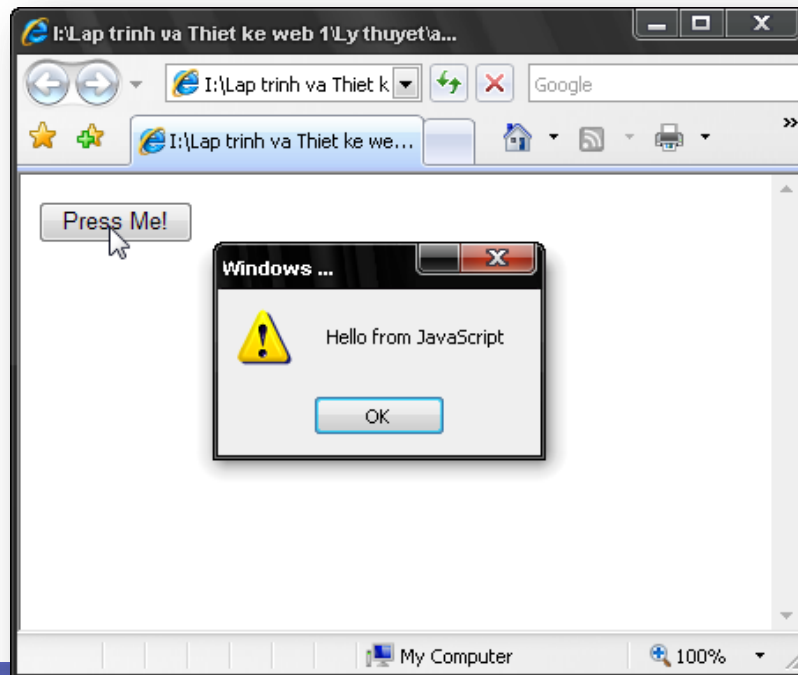 I:\Lap trinh va Thiet ke web 1\Ly thuyet\a...
I:\Lap trinh va Thiet k
Google
I:\Lap trinh va Thiet ke we...
»
Press Me!
Windows ...
Hello from JavaScript
OK
My Computer
100%